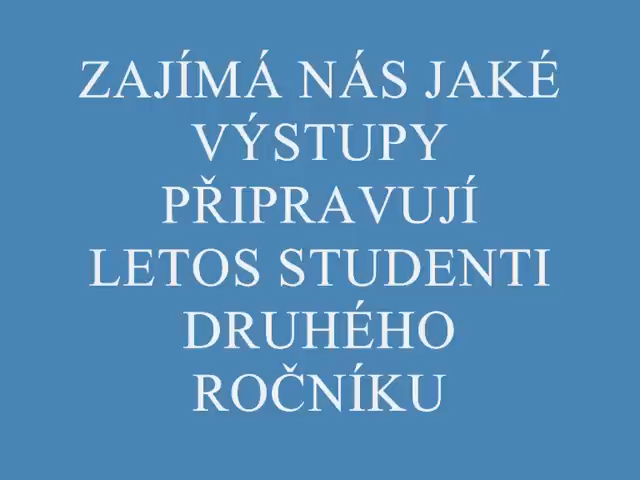 ZAJÍMÁ NÁS JAKÉ
VÝSTUPY
PŘIPRAVUJÍ
LETOS STUDENTI
DRUHÉHO
ROČNÍKU